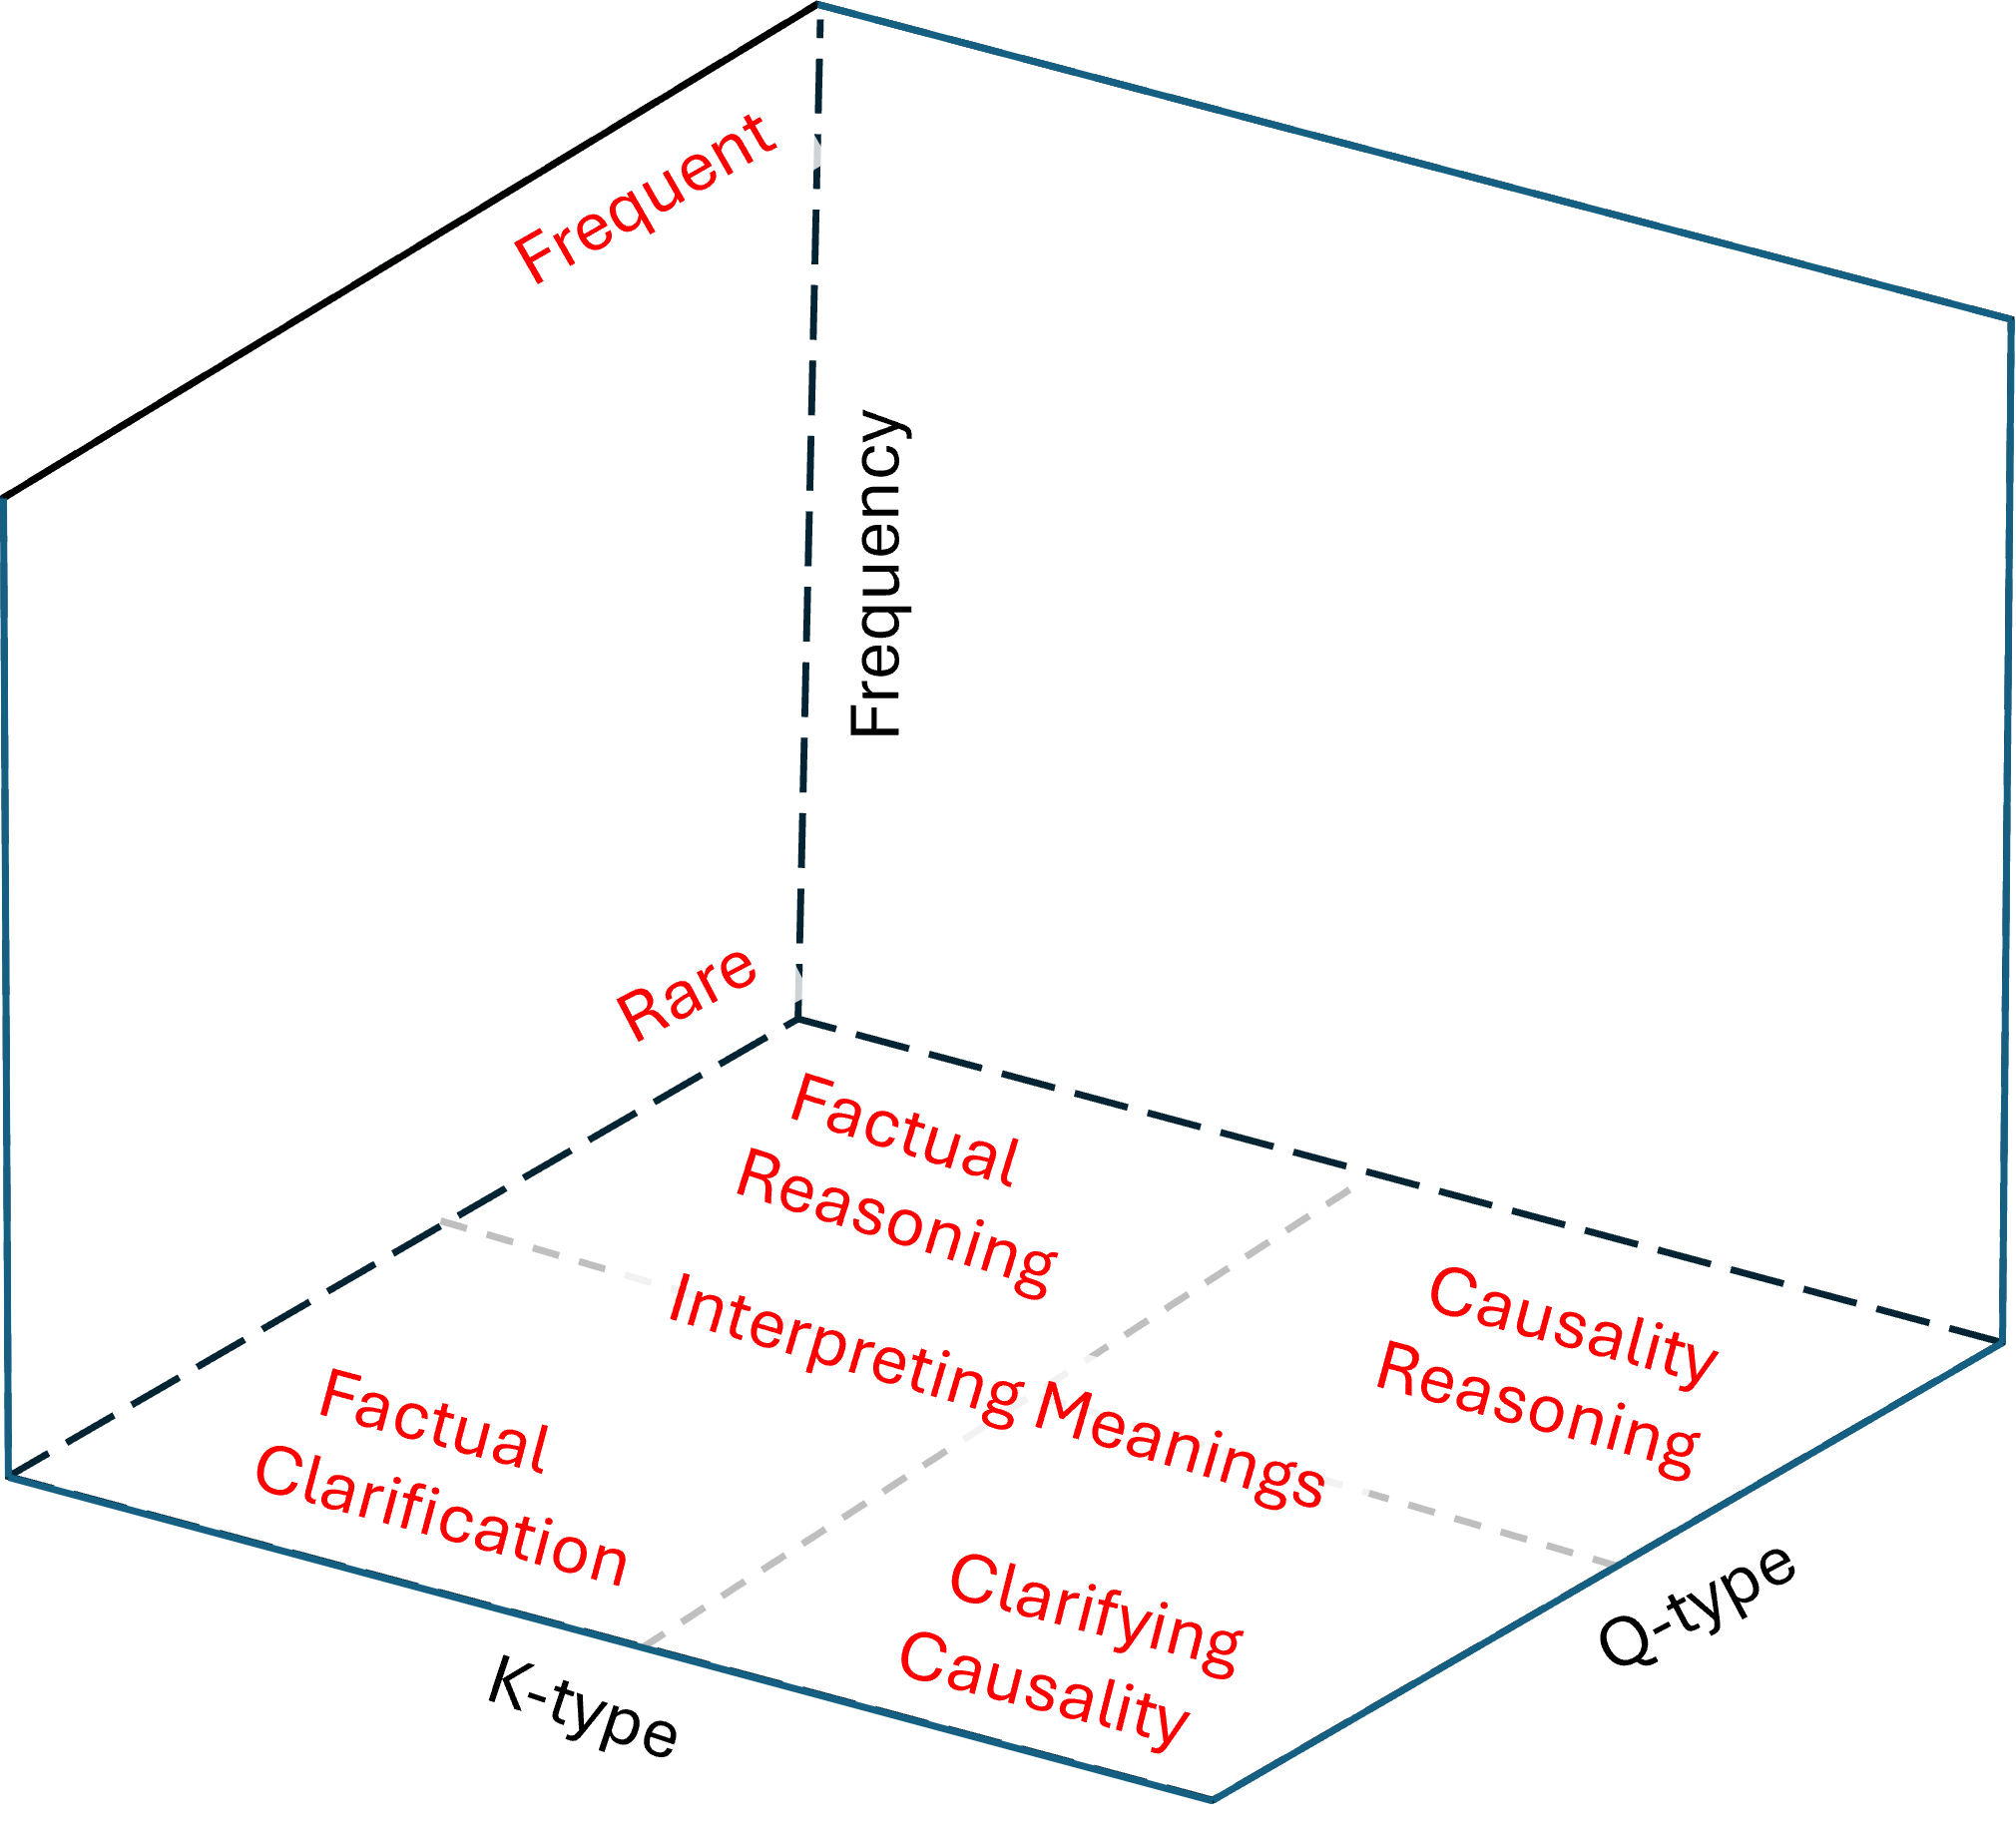 Frequent
Frequency
Rare
Factual
Reasoning
Interpreting Meanings
Causality
Reasoning
Factual
Clarification
Clarifying
Causality
Q-type
K-type